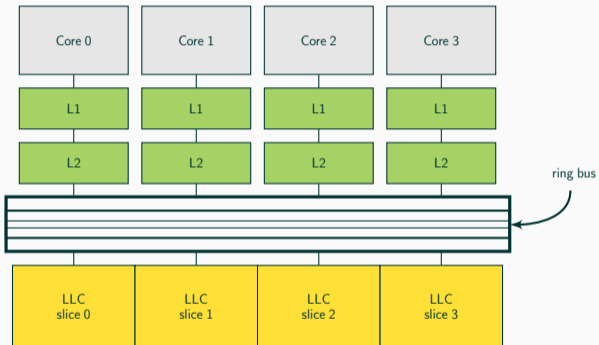 Core 0 Core 1 Core 2 Core 3
L1 L1 L1 L1
L2 L2 L2 L2
ring bus
LLC LLC LLC LLC
slice 0 slice 1 slice 2 slice 3